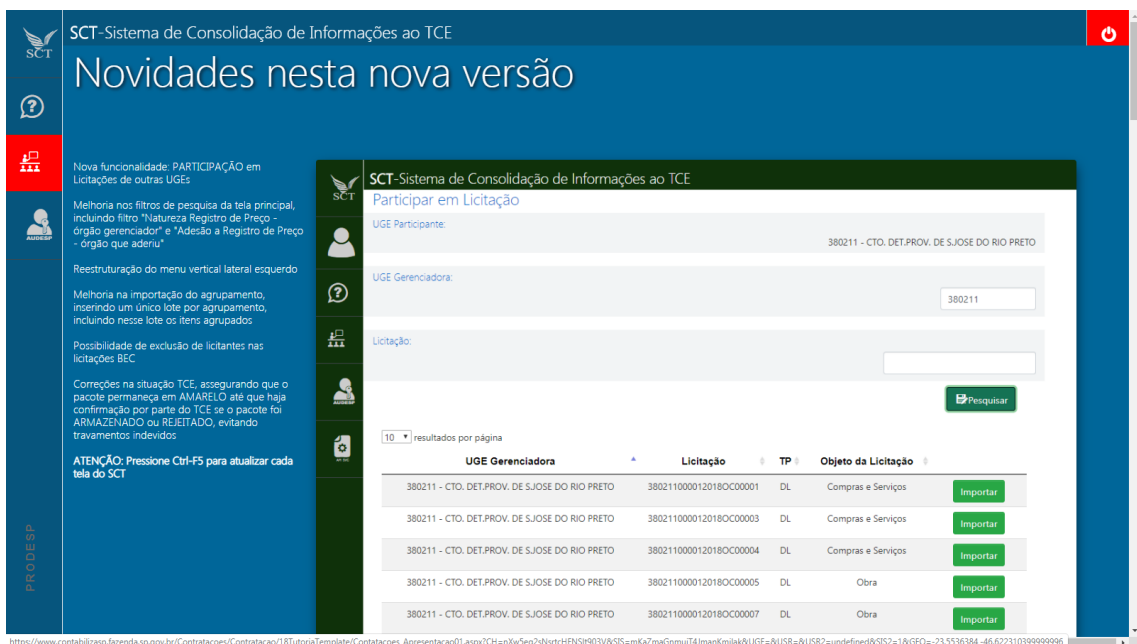 SCT-Sistema de Consolidação de Informações ao TCE
SCT
Novidades nesta nova versão
Nova funcionalidade: PARTICIPAÇÃO em
Licitações de outras UGEs
Melhoria nos filtros de pesquisa da tela principal,
incluindo filtro "Natureza Registro de Preço -
órgão gerenciador" e "Adesão a Registro de Preço
- órgão que aderiu"
Reestruturação do menu vertical lateral esquerdo
Melhoria na importação do agrupamento,
inserindo um único lote por agrupamento,
incluindo nesse lote os itens agrupados
Possibilidade de exclusão de licitantes nas
licitações BEC
Correções na situação TCE, assegurando que o
pacote permaneça em AMARELO até que haja
confirmação por parte do TCE se o pacote foi
ARMAZENADO ou REJEITADO, evitando
travamentos indevidos
ATENÇÃO: Pressione Ctrl-F5 para atualizar cada
tela do SCT
AUDESP
PRODESP
SCT-Sistema de Consolidação de Informações ao TCE
SCT
Participar em Licitação
UGE Participante:
380211 - CTO. DET.PROV. DE S.JOSE DO RIO PRETO
UGE Gerenciadora:
380211
Licitação:
AUDESP
Pesquisar
10 resultados por página
UGE Gerenciadora Licitação TP Objeto da Licitação
380211 - CTO. DET.PROV. DE S.JOSE DO RIO PRETO 380211000012018OC00001 DL Compras e Serviços Importar
380211 - CTO. DET.PROV. DE S.JOSE DO RIO PRETO 380211000012018OC00003 DL Compras e Serviços Importar
380211 - CTO. DET.PROV. DE S.JOSE DO RIO PRETO 380211000012018OC00004 DL Compras e Serviços Importar
380211 - CTO. DET.PROV. DE S.JOSE DO RIO PRETO 380211000012018OC00005 DL Obra Importar
380211 - CTO. DET.PROV. DE S.JOSE DO RIO PRETO 380211000012018OC00007 DL Obra Importar